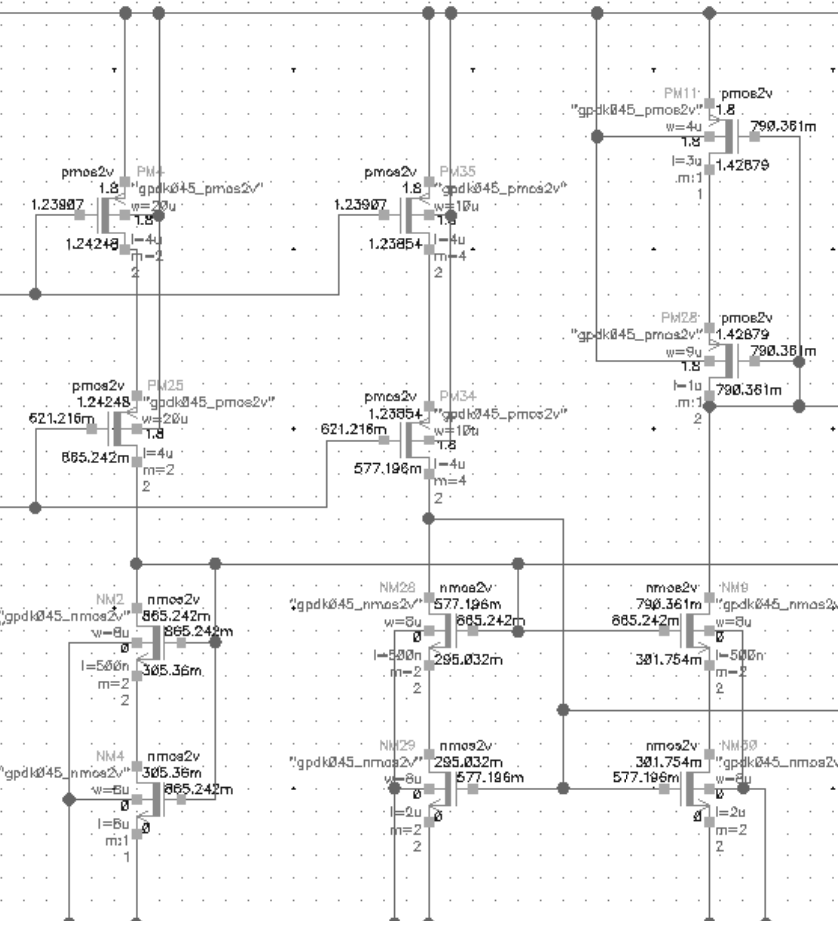 PM11 pmos2v
"gpdk045_pmos2v"
1.8
w=4u
790.361m
1.8
l=3u
1.42879
m:1
1
pmos2v PM4
1.8 "gpdk045_pmos2v"
1.23907
w=20u
1.8
1.24248
l=4u
m=2
2
pmos2v PM35
1.8 "gpdk045_pmos2v"
1.23907
w=10u
1.8
1.23854
l=4u
m=4
2
PM28 pmos2v
"gpdk045_pmos2v"
1.42879
w=9u
790.361m
1.8
l=1u
790.361m
m:1
2
pmos2v PM25
1.24248 "gpdk045_pmos2v"
621.216m
w=20u
1.8
l=4u
865.242m
m=2
2
pmos2v PM34
1.23854 "gpdk045_pmos2v"
621.216m
w=10u
1.8
l=4u
577.196m
m=4
2
NM2 nmos2v
"gpdk045_nmos2v"
865.242m
w=8u
865.242m
0
l=500n
305.36m
m=2
2
NM28 nmos2v
"gpdk045_nmos2v"
577.196m
w=8u
865.242m
0
l=500n
295.032m
m=2
2
nmos2v NM9
790.361m "gpdk045_nmos2v
865.242m
w=8u
0
l=500n
301.754m
m=2
2
NM4 nmos2v
"gpdk045_nmos2v"
305.36m
865.242m
0
0
m:1
1
NM29 nmos2v
"gpdk045_nmos2v"
295.032m
577.196m
0
l=2u
0
m=2
2
nmos2v NM30
301.754m "gpdk045_nmos2v
577.196m
0
l=2u
0
m=2
2